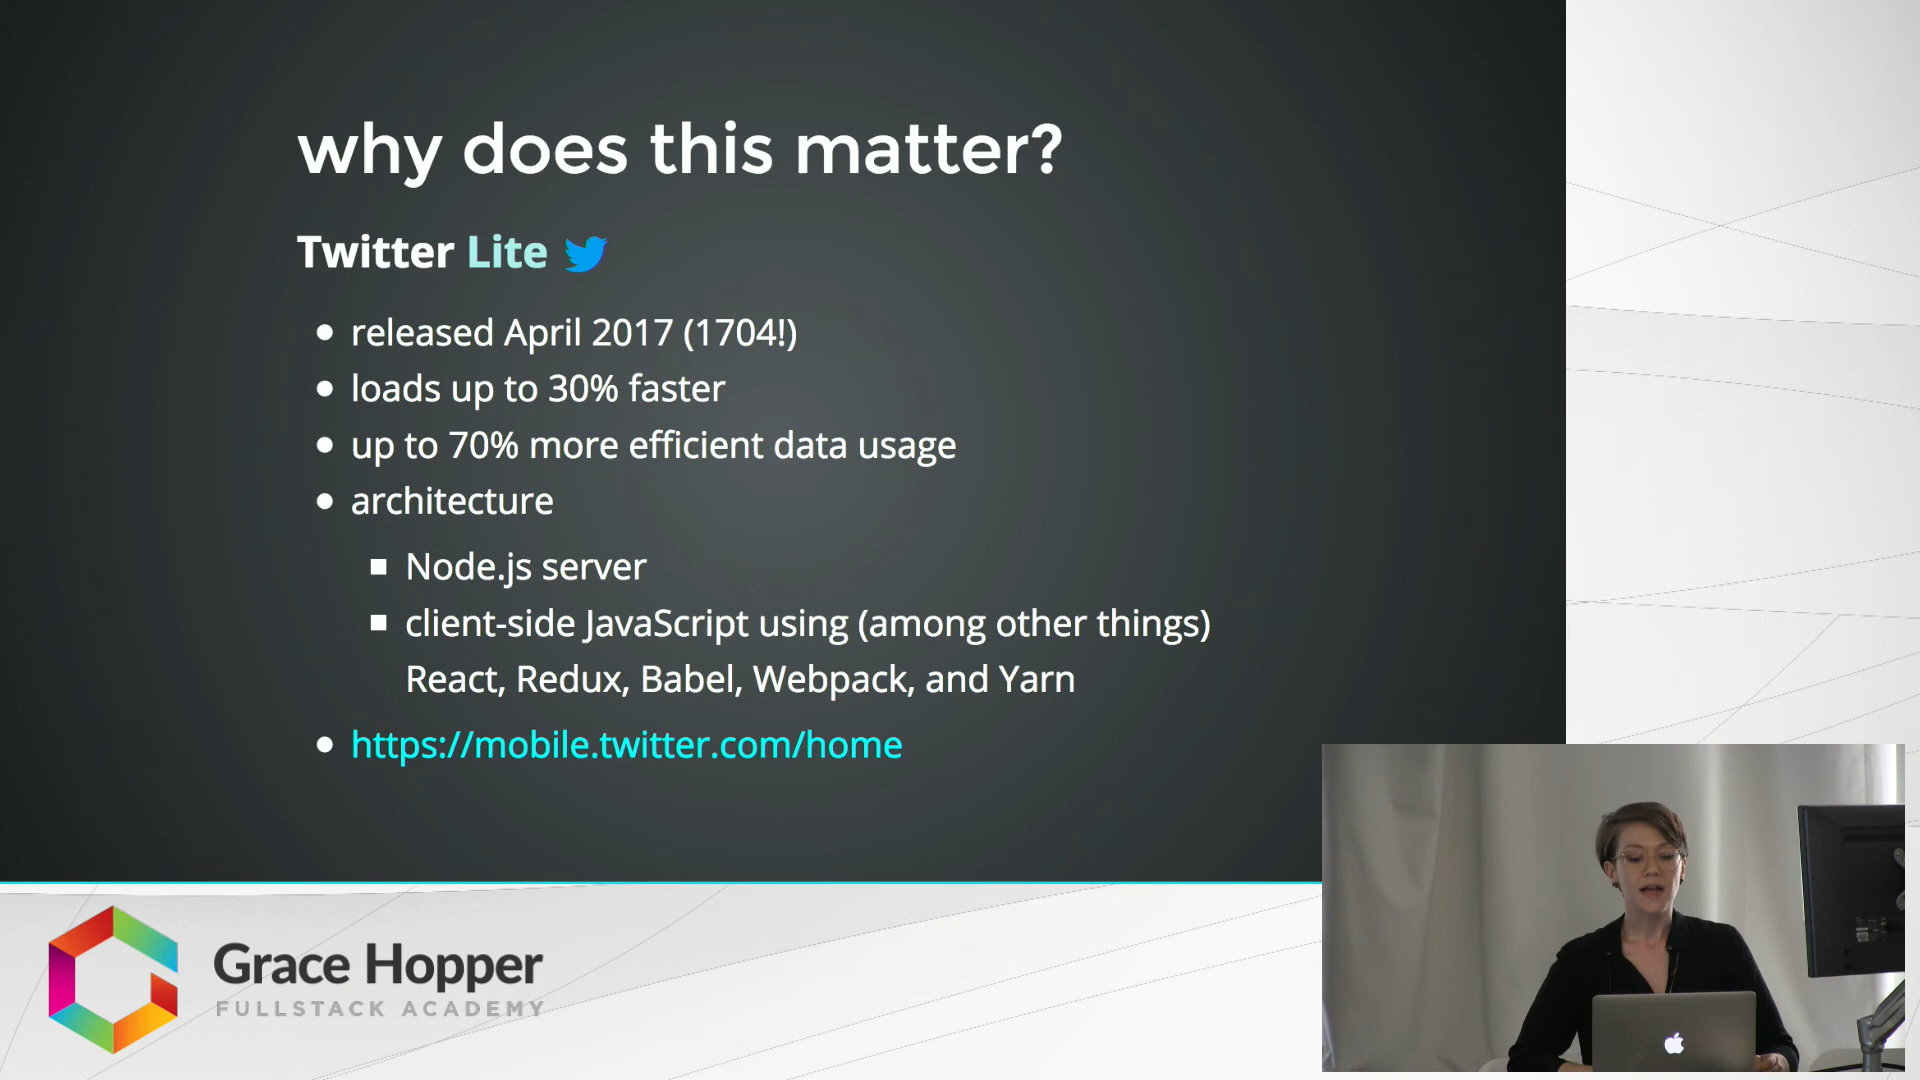 why does this matter?
Twitter Lite
released April 2017 (1704!)
loads up to 30% faster
up to 70% more efficient data usage
architecture
Node.js server
client-side JavaScript using (among other things)
React, Redux, Babel, Webpack, and Yarn
https://mobile.twitter.com/home
Grace Hopper
FULLSTACK ACADEMY